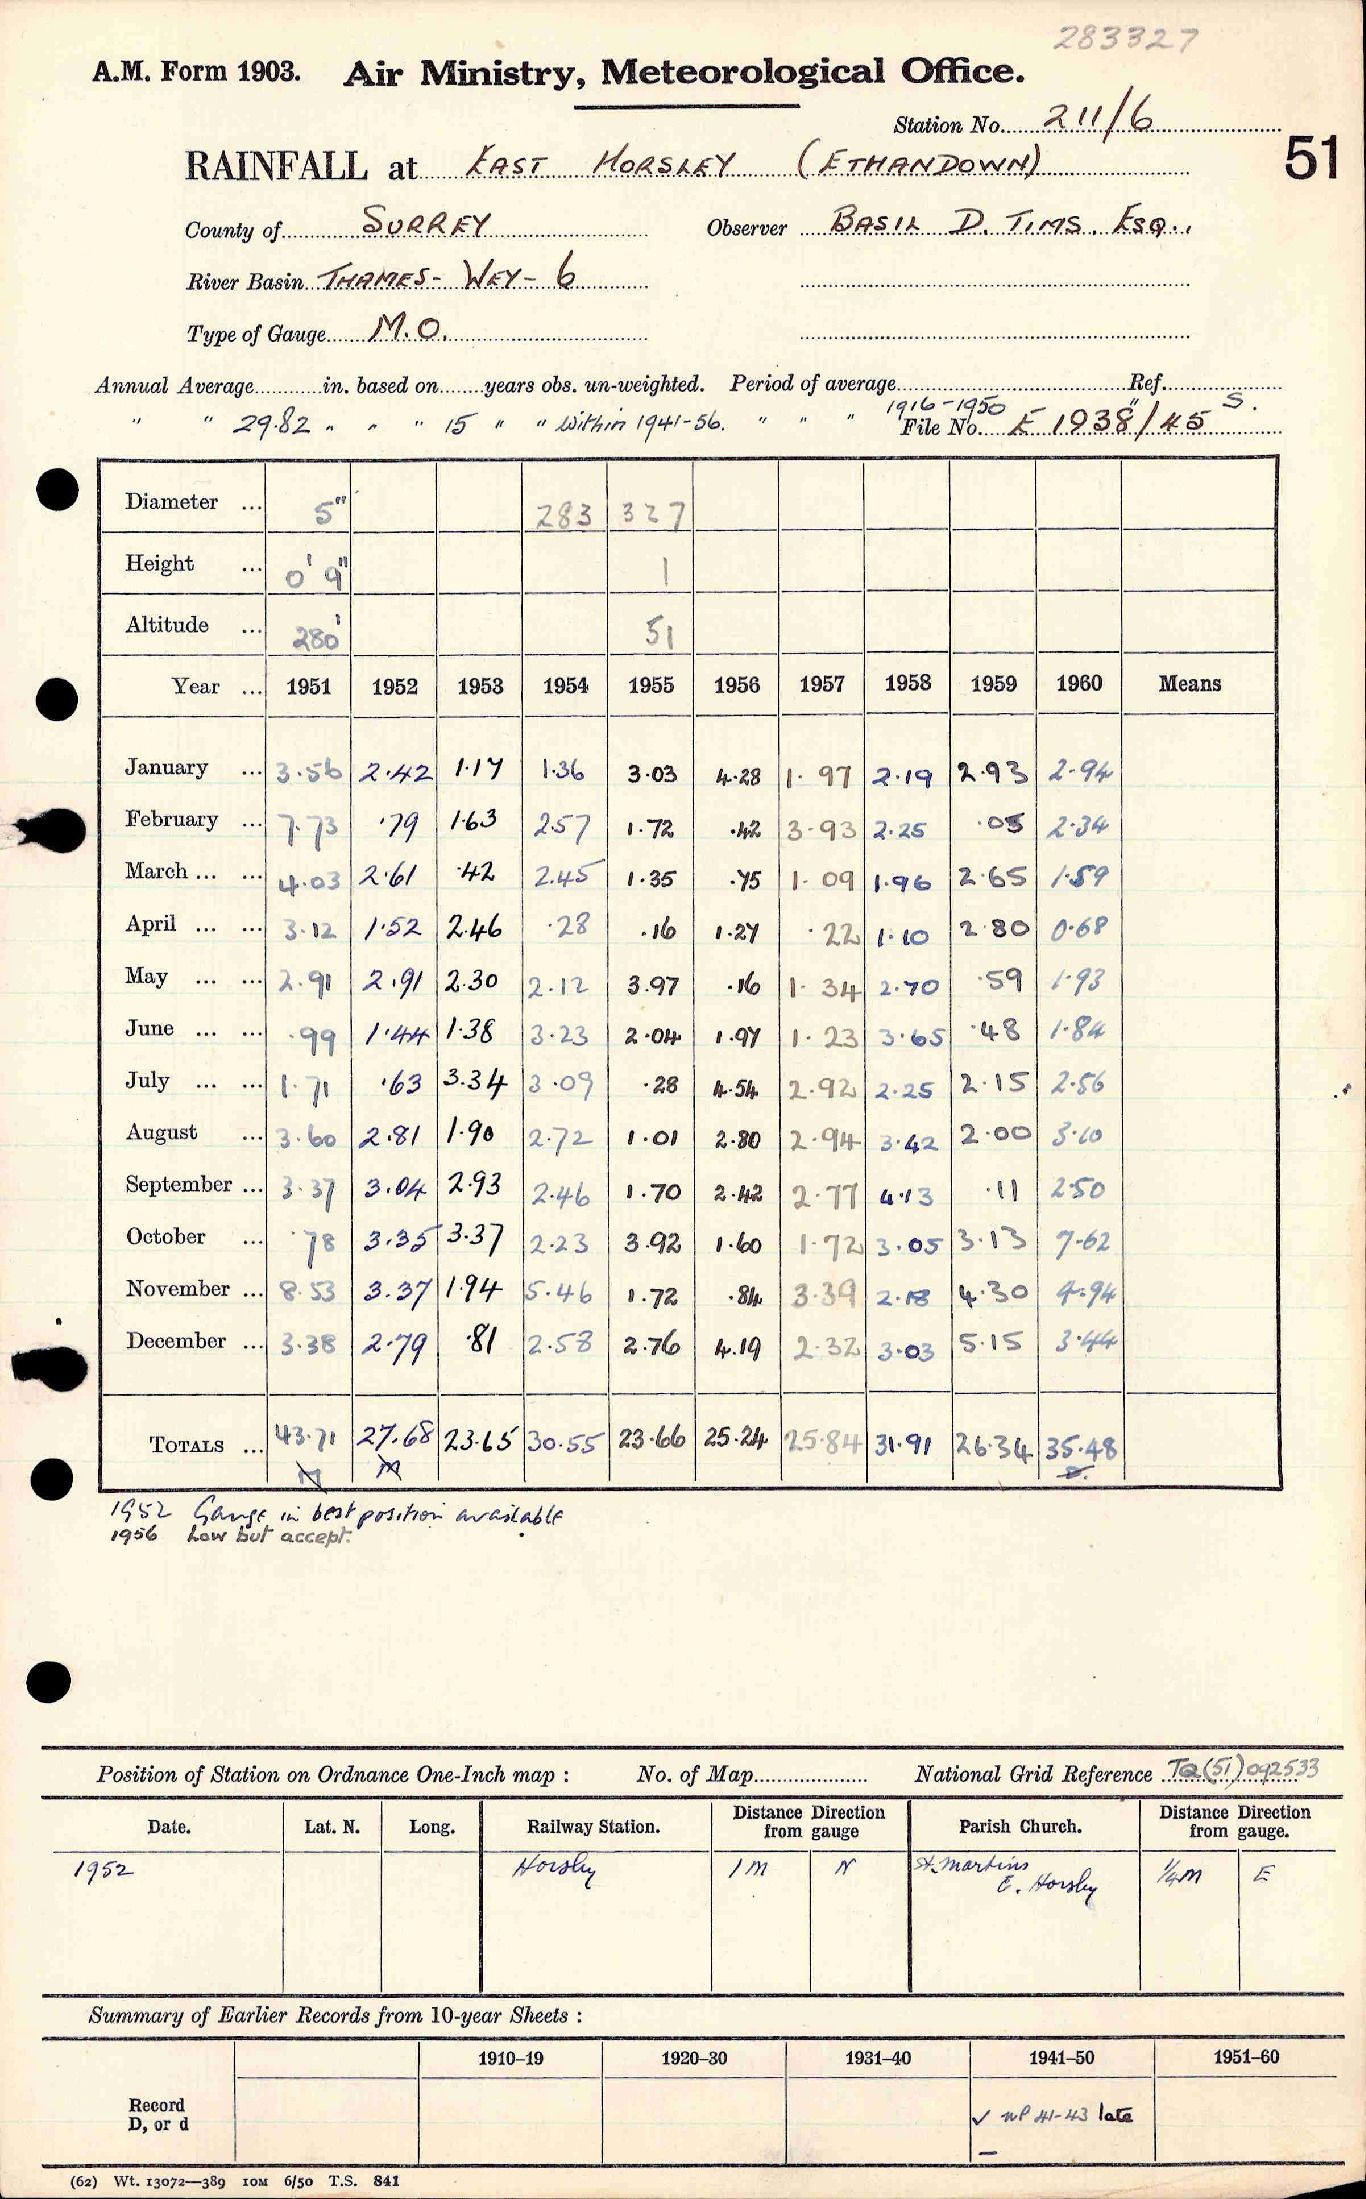 283327
A.M. Form 1903. Air Ministry, Meteorological Office.
Station No. 211/6
RAINFALL at EAST HORSLEY (ETHANDOWN) 51
County of SURREY Observer BASIL D. TIMS. ESQ.,
River Basin THAMES - WEY - 6
Type of Gauge M.O.
Annual Average in. based on years obs. un-weighted. Period of average Ref.
" " 29.82 " " " 15 " " Within 1941-56. " " " 1916-1950 " S.
File No. E 1938/45
Diameter ... 5" 283 327
Height ... 0' 9" 1
Altitude ... 280' 51
Year ... 1951 1952 1953 1954 1955 1956 1957 1958 1959 1960 Means
January ... 3.56 2.42 1.17 1.36 3.03 4.28 1.97 2.19 2.93 2.94
February ... 7.73 .79 1.63 2.57 1.72 .42 3.93 2.25 .05 2.34
March ... ... 4.03 2.61 .42 2.45 1.35 .75 1.09 1.96 2.65 1.59
April ... ... 3.12 1.52 2.46 .28 .16 1.27 .22 1.10 2.80 0.68
May ... ... 2.91 2.91 2.30 2.12 3.97 .16 1.34 2.70 .59 1.93
June ... ... .99 1.44 1.38 3.23 2.04 1.97 1.23 3.65 .48 1.84
July ... ... 1.71 .63 3.34 3.09 .28 4.54 2.92 2.25 2.15 2.56
August ... 3.60 2.81 1.90 2.72 1.01 2.80 2.94 3.42 2.00 3.10
September ... 3.37 3.04 2.93 2.46 1.70 2.42 2.77 4.13 .11 2.50
October ... .78 3.35 3.37 2.23 3.92 1.60 1.72 3.05 3.13 7.62
November ... 8.53 3.37 1.94 5.46 1.72 .84 3.39 2.18 4.30 4.94
December ... 3.38 2.79 .81 2.58 2.76 4.19 2.32 3.03 5.15 3.44
TOTALS ... 43.71 27.68 23.65 30.55 23.66 25.24 25.84 31.91 26.34 35.48
M M
1952 Gauge in best position available
1956 Low but accept.
Position of Station on Ordnance One-Inch map : No. of Map National Grid Reference TQ(51)092533
Date. Lat. N. Long. Railway Station. Distance Direction from gauge Parish Church. Distance Direction from gauge.
1952 Horsley 1 M N St. Martins E. Horsley ¼M E
Summary of Earlier Records from 10-year Sheets :
1910–19 1920–30 1931–40 1941–50 1951–60
Record
D, or d ✓ nP 41-43 late
–
(62) Wt. 13072—389 10M 6/50 T.S. 841